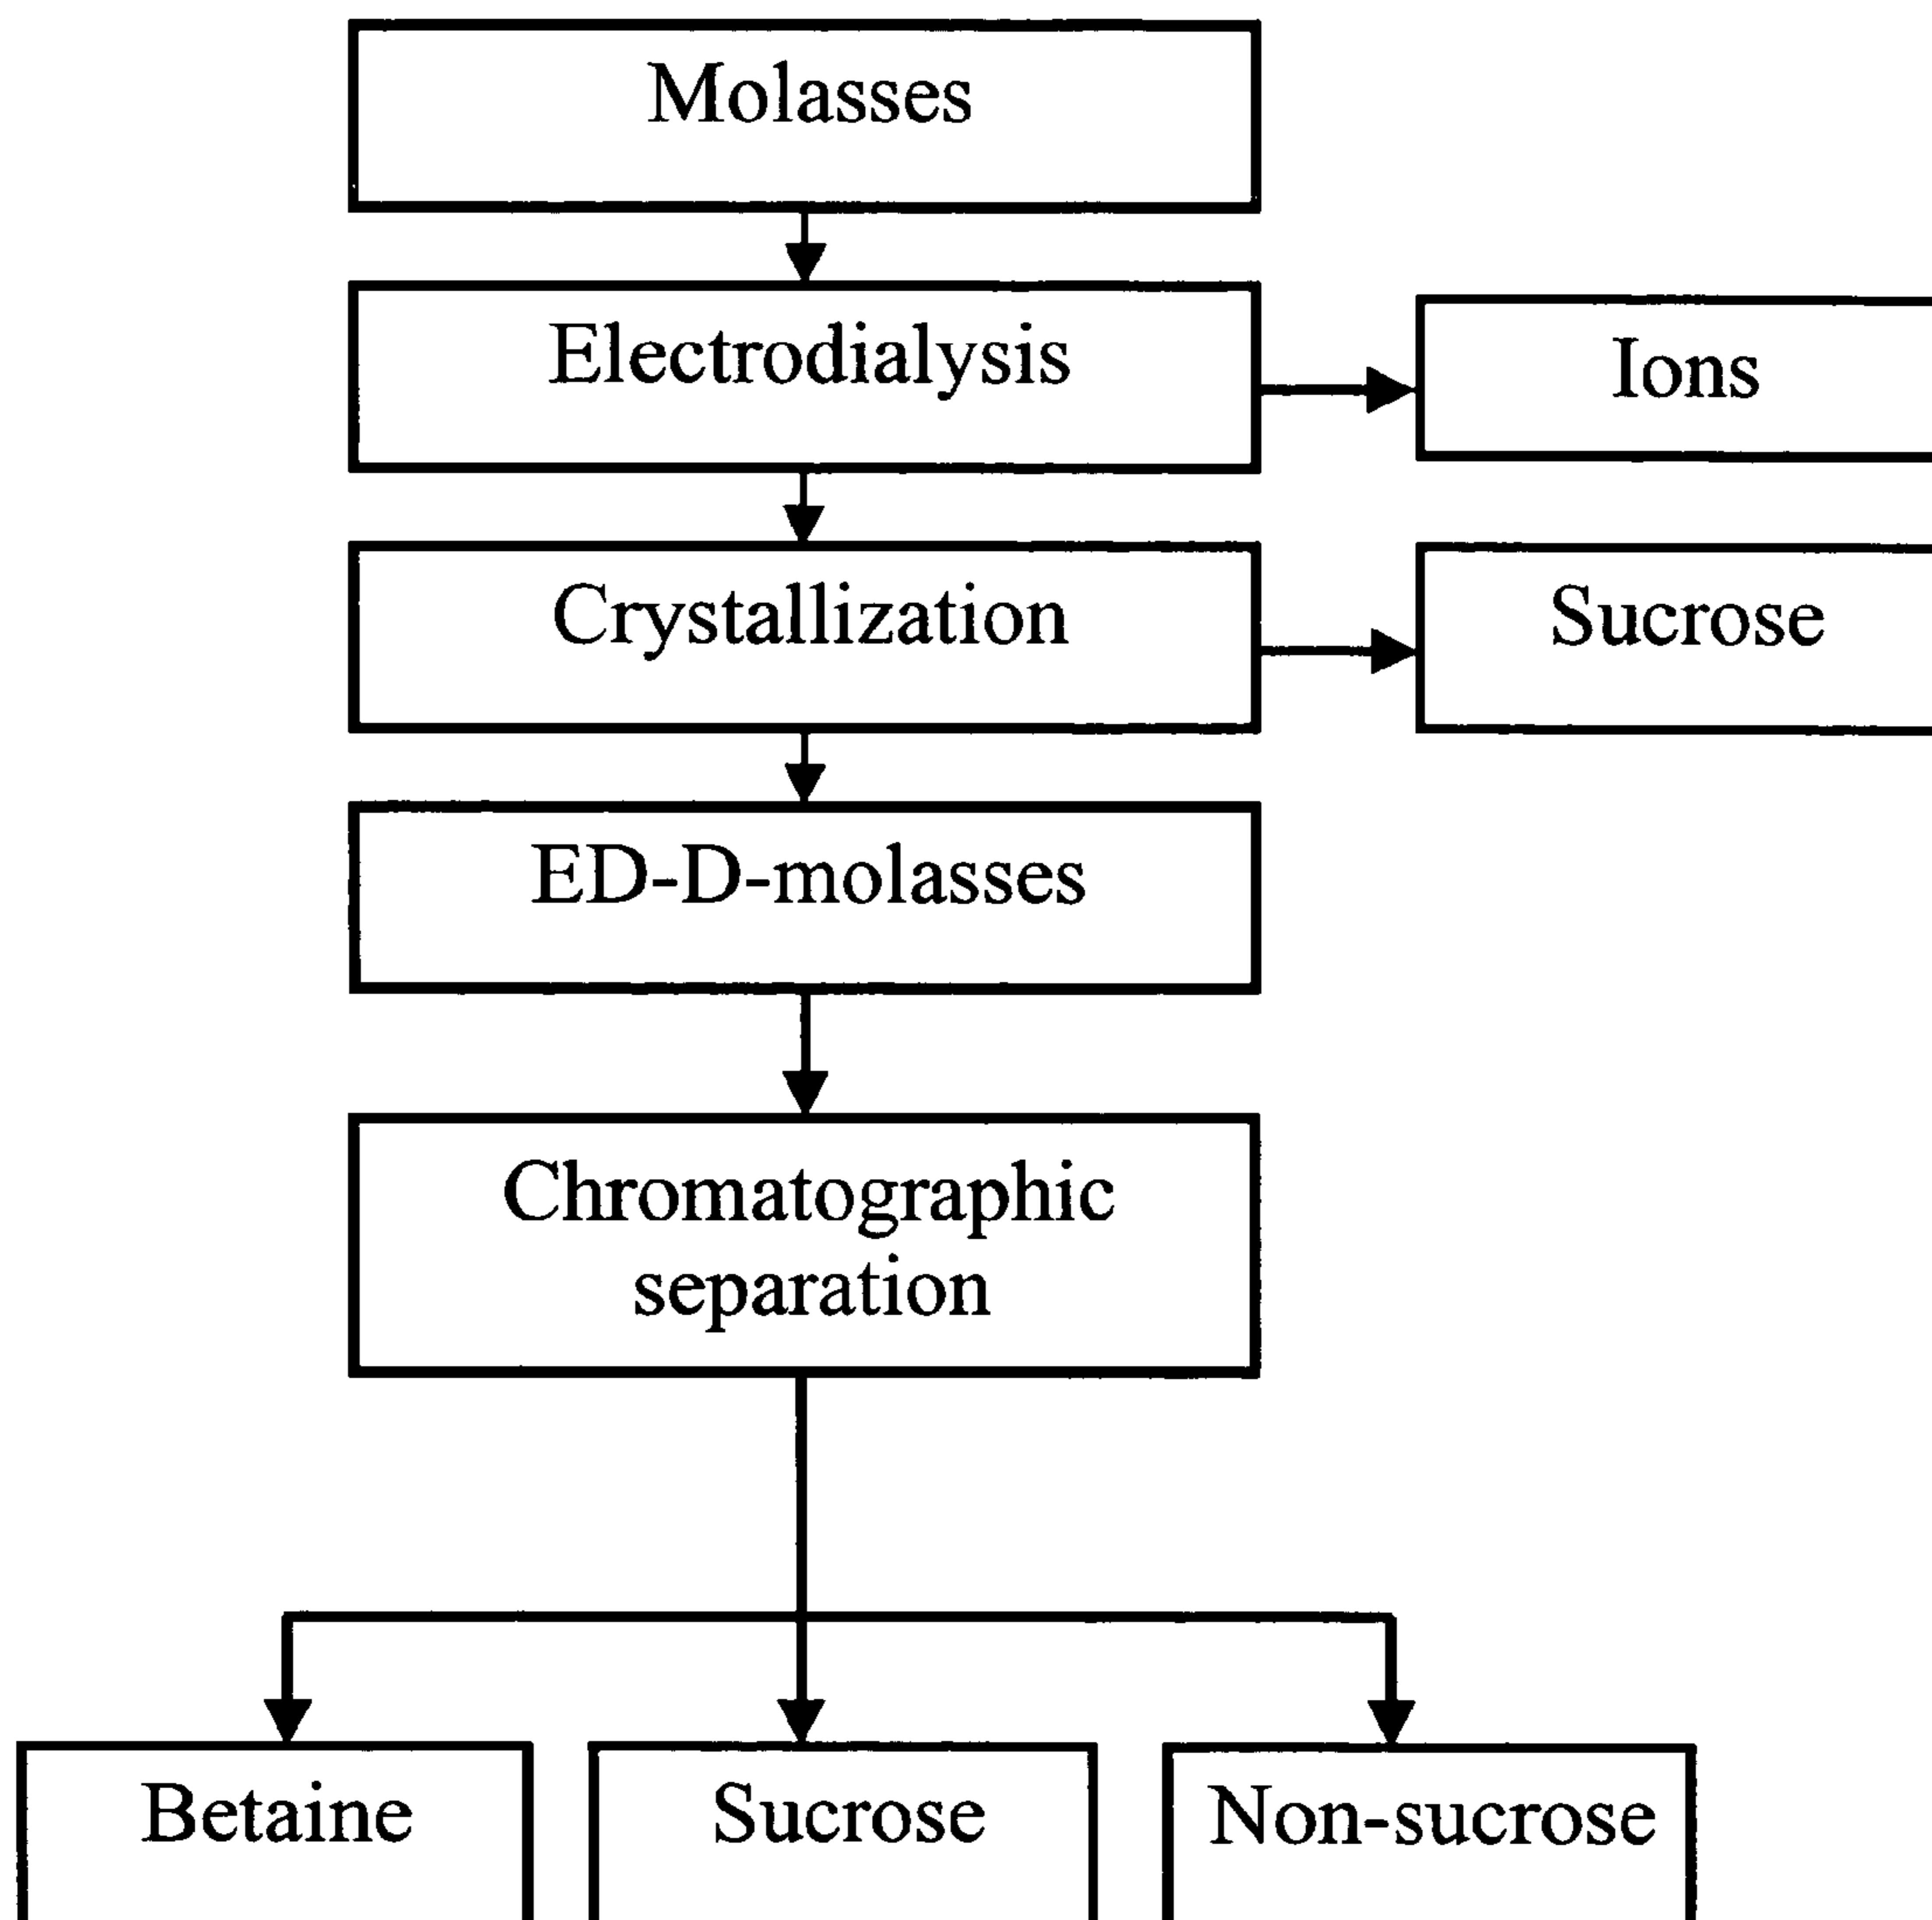 Molasses
Electrodialysis
Ions
Crystallization
Sucrose
ED-D-molasses
Chromatographic
separation
Betaine
Sucrose
Non-sucrose